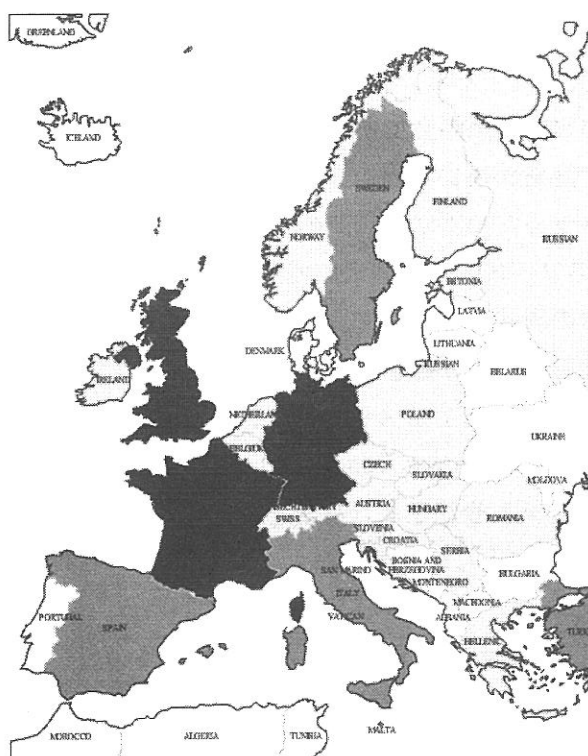 GREENLAND
ICELAND
SWEDEN
FINLAND
NORWAY
RUSSIAN
ESTONIA
LATVIA
DENMARK
LITHUANIA
RUSSIAN
BELARUS
IRELAND
NETHERLAN
POLAND
BELGIUM
UKRAINE
CZECH
SLOVAKIA
MOLDOVA
AUSTRIA
SWISS
HUNGARY
ROMANIA
SLOVENIA
CROATIA
SERBIA
BOSNIA AND
HERZEGOVINA
SAN MARINO
BULGARIA
MONTENEGRO
ITALY
MACEDONIA
PORTUGAL
VATICAN
ALBANIA
SPAIN
HELLENIC
MALTA
MOROCCO
ALGERIA
TUNISIA